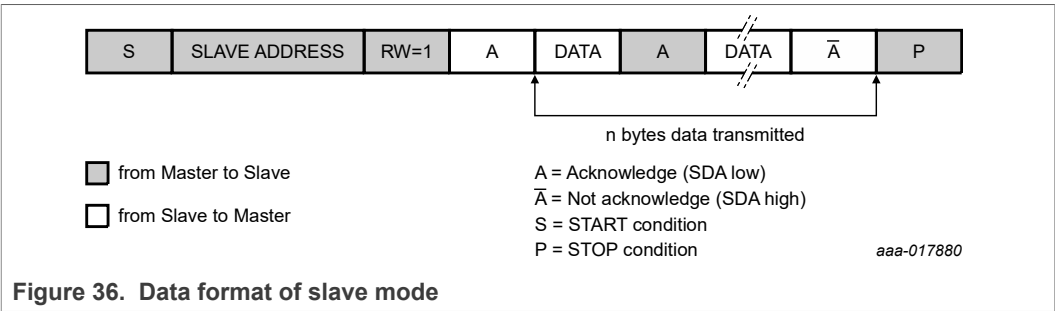 S SLAVE ADDRESS RW=1 A DATA A DATA A̅ P
n bytes data transmitted
from Master to Slave
from Slave to Master
A = Acknowledge (SDA low)
A̅ = Not acknowledge (SDA high)
S = START condition
P = STOP condition
aaa-017880
Figure 36. Data format of slave mode